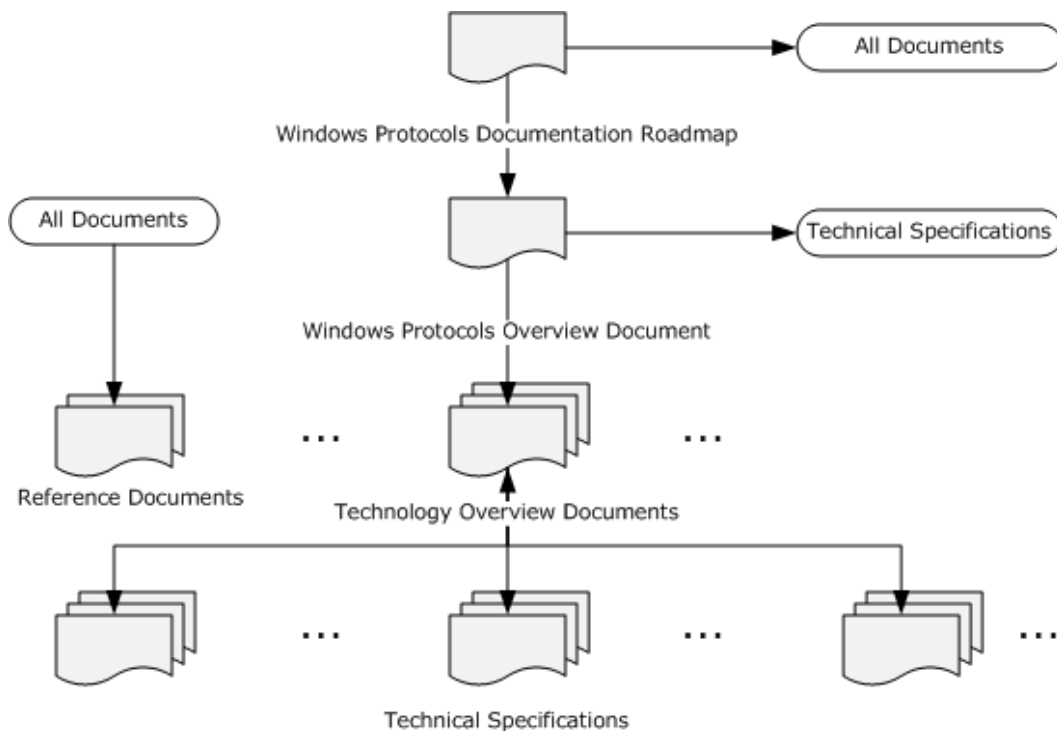 All Documents
Windows Protocols Documentation Roadmap
All Documents
Technical Specifications
Windows Protocols Overview Document
... ...
Reference Documents
Technology Overview Documents
... ... ...
Technical Specifications